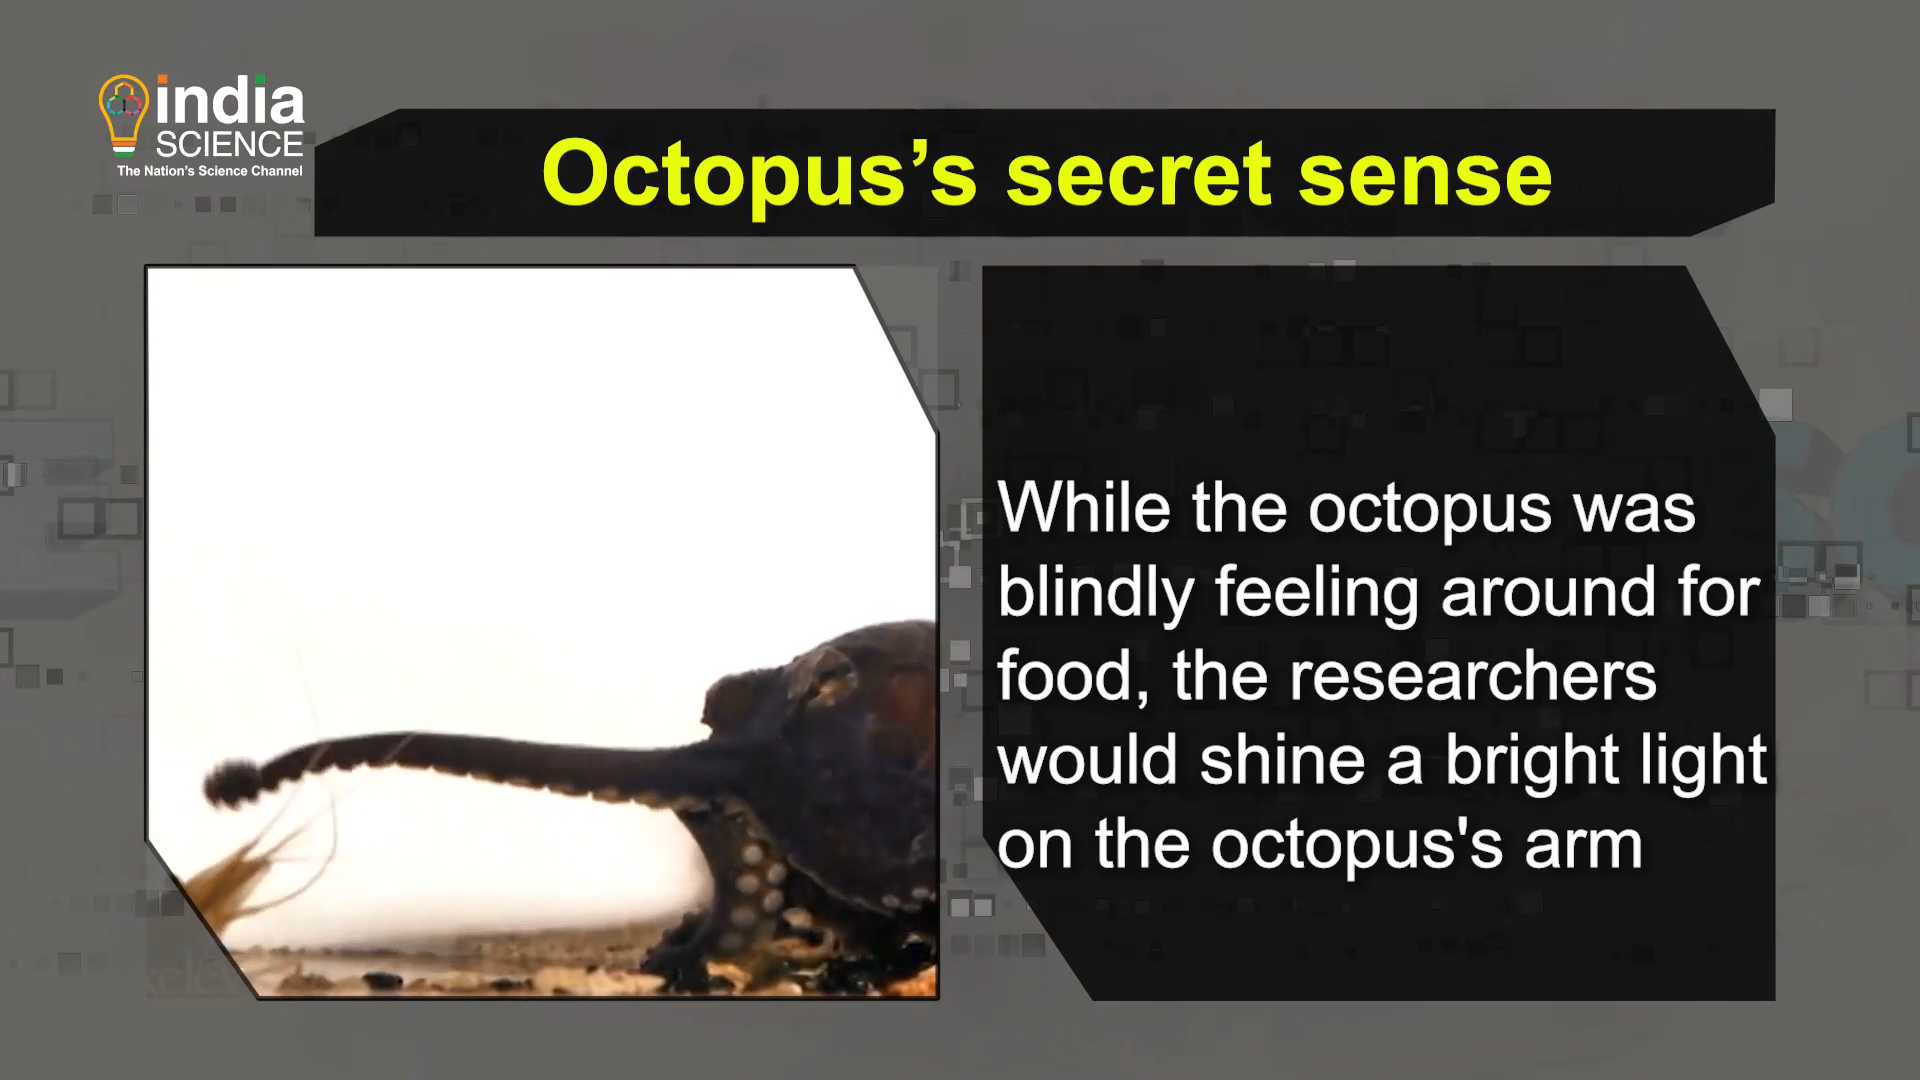 india
SCIENCE
The Nation's Science Channel
Octopus’s secret sense
While the octopus was
blindly feeling around for
food, the researchers
would shine a bright light
on the octopus's arm